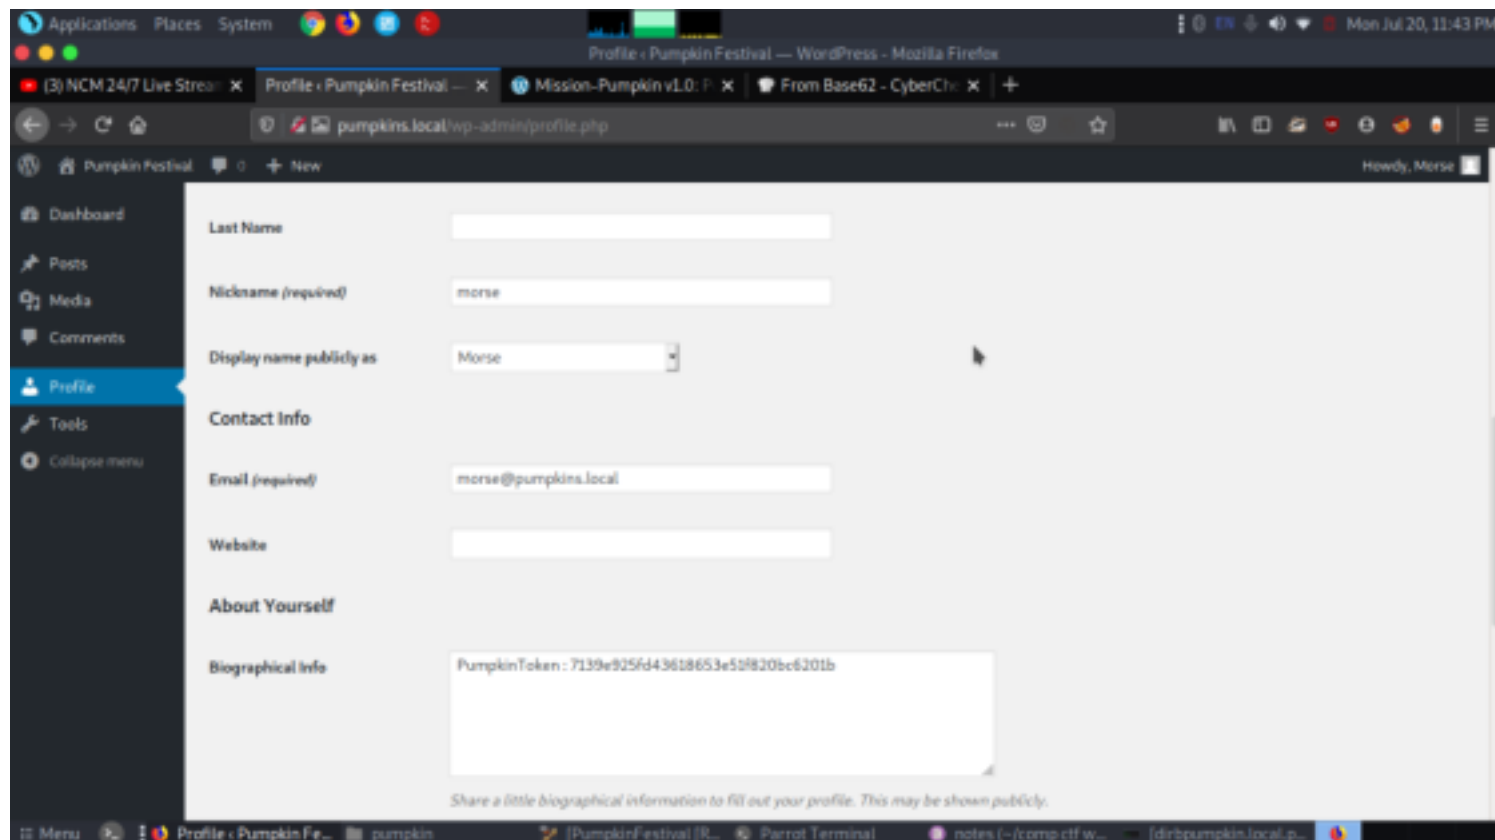 Applications Places System
EN Mon Jul 20, 11:43 PM
Profile ‹ Pumpkin Festival — WordPress - Mozilla Firefox
(3) NCM 24/7 Live Strea
Profile ‹ Pumpkin Festival —
Mission-Pumpkin v1.0: P
From Base62 - CyberChe
pumpkins.local/wp-admin/profile.php
Pumpkin Festival 0 + New
Howdy, Morse
Dashboard
Posts
Media
Comments
Profile
Tools
Collapse menu
Last Name
Nickname (required) morse
Display name publicly as Morse
Contact Info
Email (required) morse@pumpkins.local
Website
About Yourself
Biographical Info PumpkinToken : 7139e925fd43618653e51f820bc6201b
Share a little biographical information to fill out your profile. This may be shown publicly.
Menu Profile ‹ Pumpkin Fe... pumpkin [PumpkinFestival [R... Parrot Terminal notes (~/comp ctf w... [dirbpumpkin.local.p...